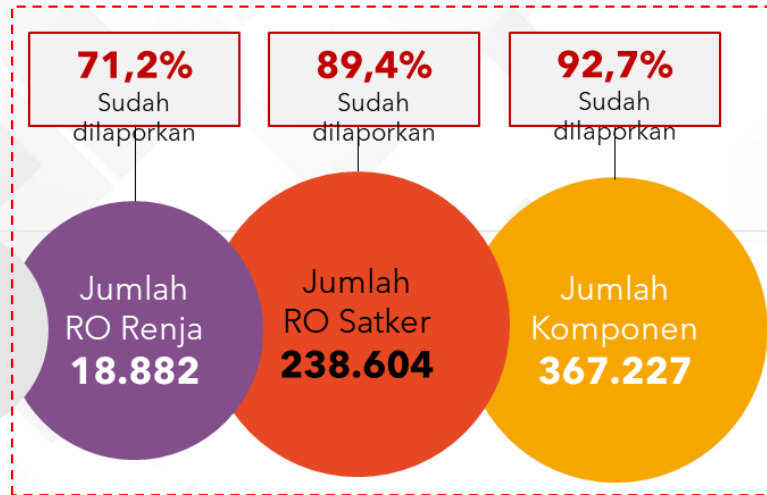 71,2%
Sudah
dilaporkan
89,4%
Sudah
dilaporkan
92,7%
Sudah
dilaporkan
Jumlah
RO Renja
18.882
Jumlah
RO Satker
238.604
Jumlah
Komponen
367.227